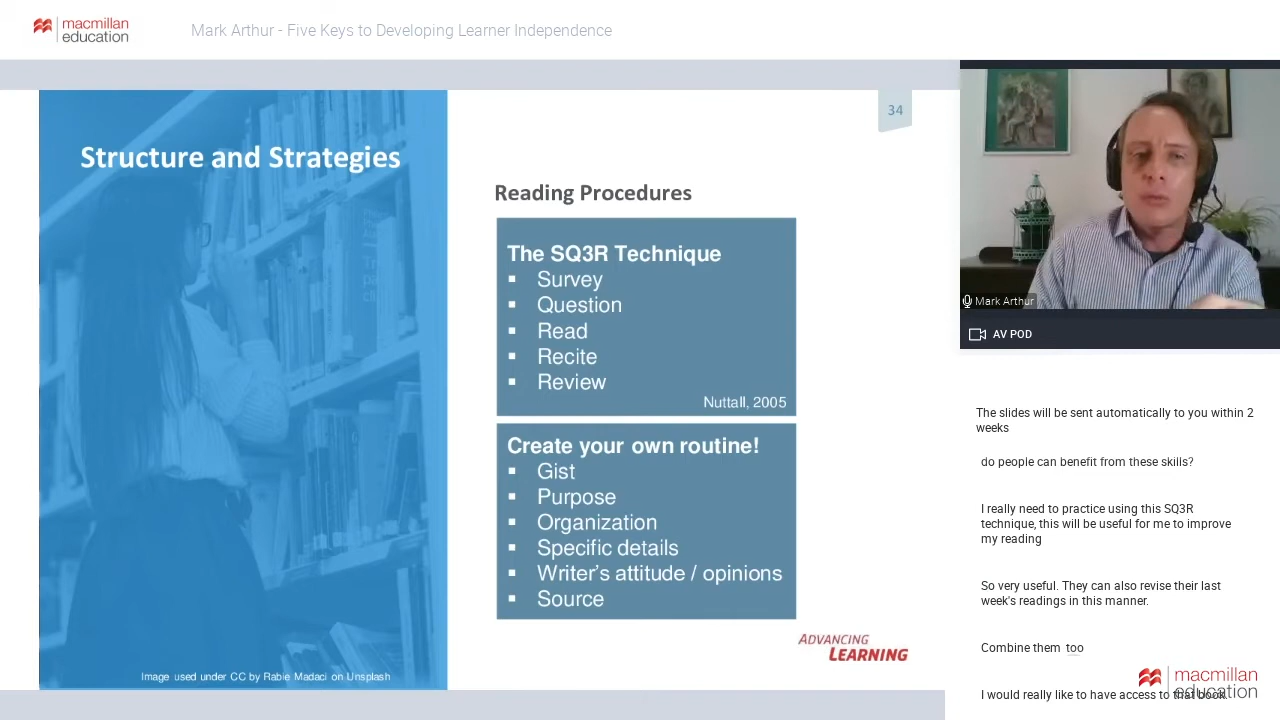 macmillan
education
Mark Arthur - Five Keys to Developing Learner Independence
34
Structure and Strategies
Reading Procedures
The SQ3R Technique
▪ Survey
▪ Question
▪ Read
▪ Recite
▪ Review
Nuttall, 2005
Create your own routine!
▪ Gist
▪ Purpose
▪ Organization
▪ Specific details
▪ Writer's attitude / opinions
▪ Source
ADVANCING
LEARNING
Image used under CC by Rabie Madaci on Unsplash
Mark Arthur
AV POD
The slides will be sent automatically to you within 2
weeks
do people can benefit from these skills?
I really need to practice using this SQ3R
technique, this will be useful for me to improve
my reading
So very useful. They can also revise their last
week's readings in this manner.
Combine them too
I would really like to have access to that book.
macmillan
education